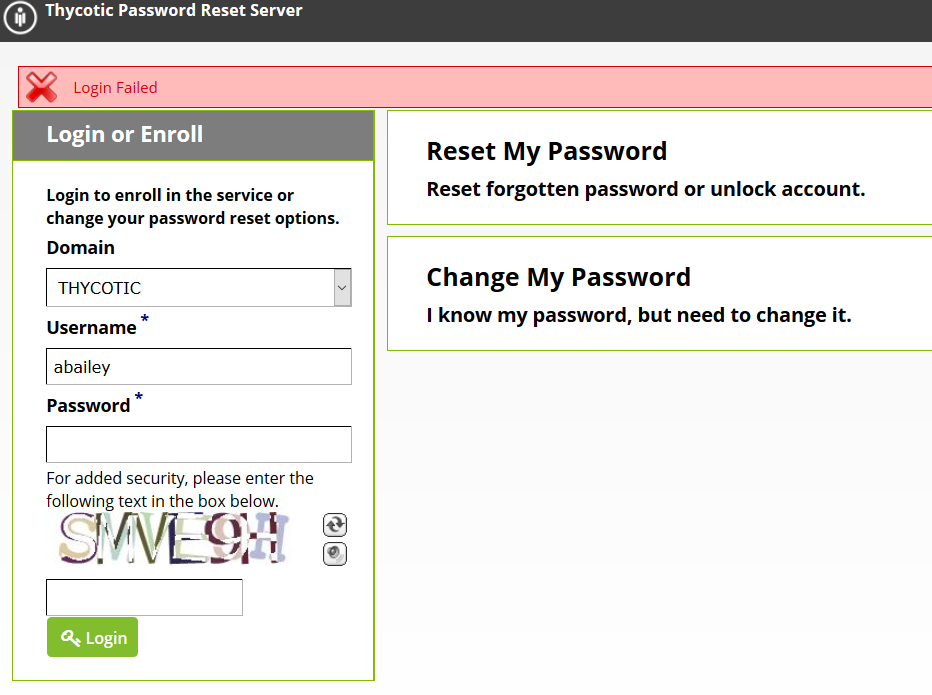 Thycotic Password Reset Server
Login Failed
Login or Enroll
Login to enroll in the service or
change your password reset options.
Domain
THYCOTIC
Username *
abailey
Password *
For added security, please enter the
following text in the box below.
SMVE9H
Login
Reset My Password
Reset forgotten password or unlock account.
Change My Password
I know my password, but need to change it.